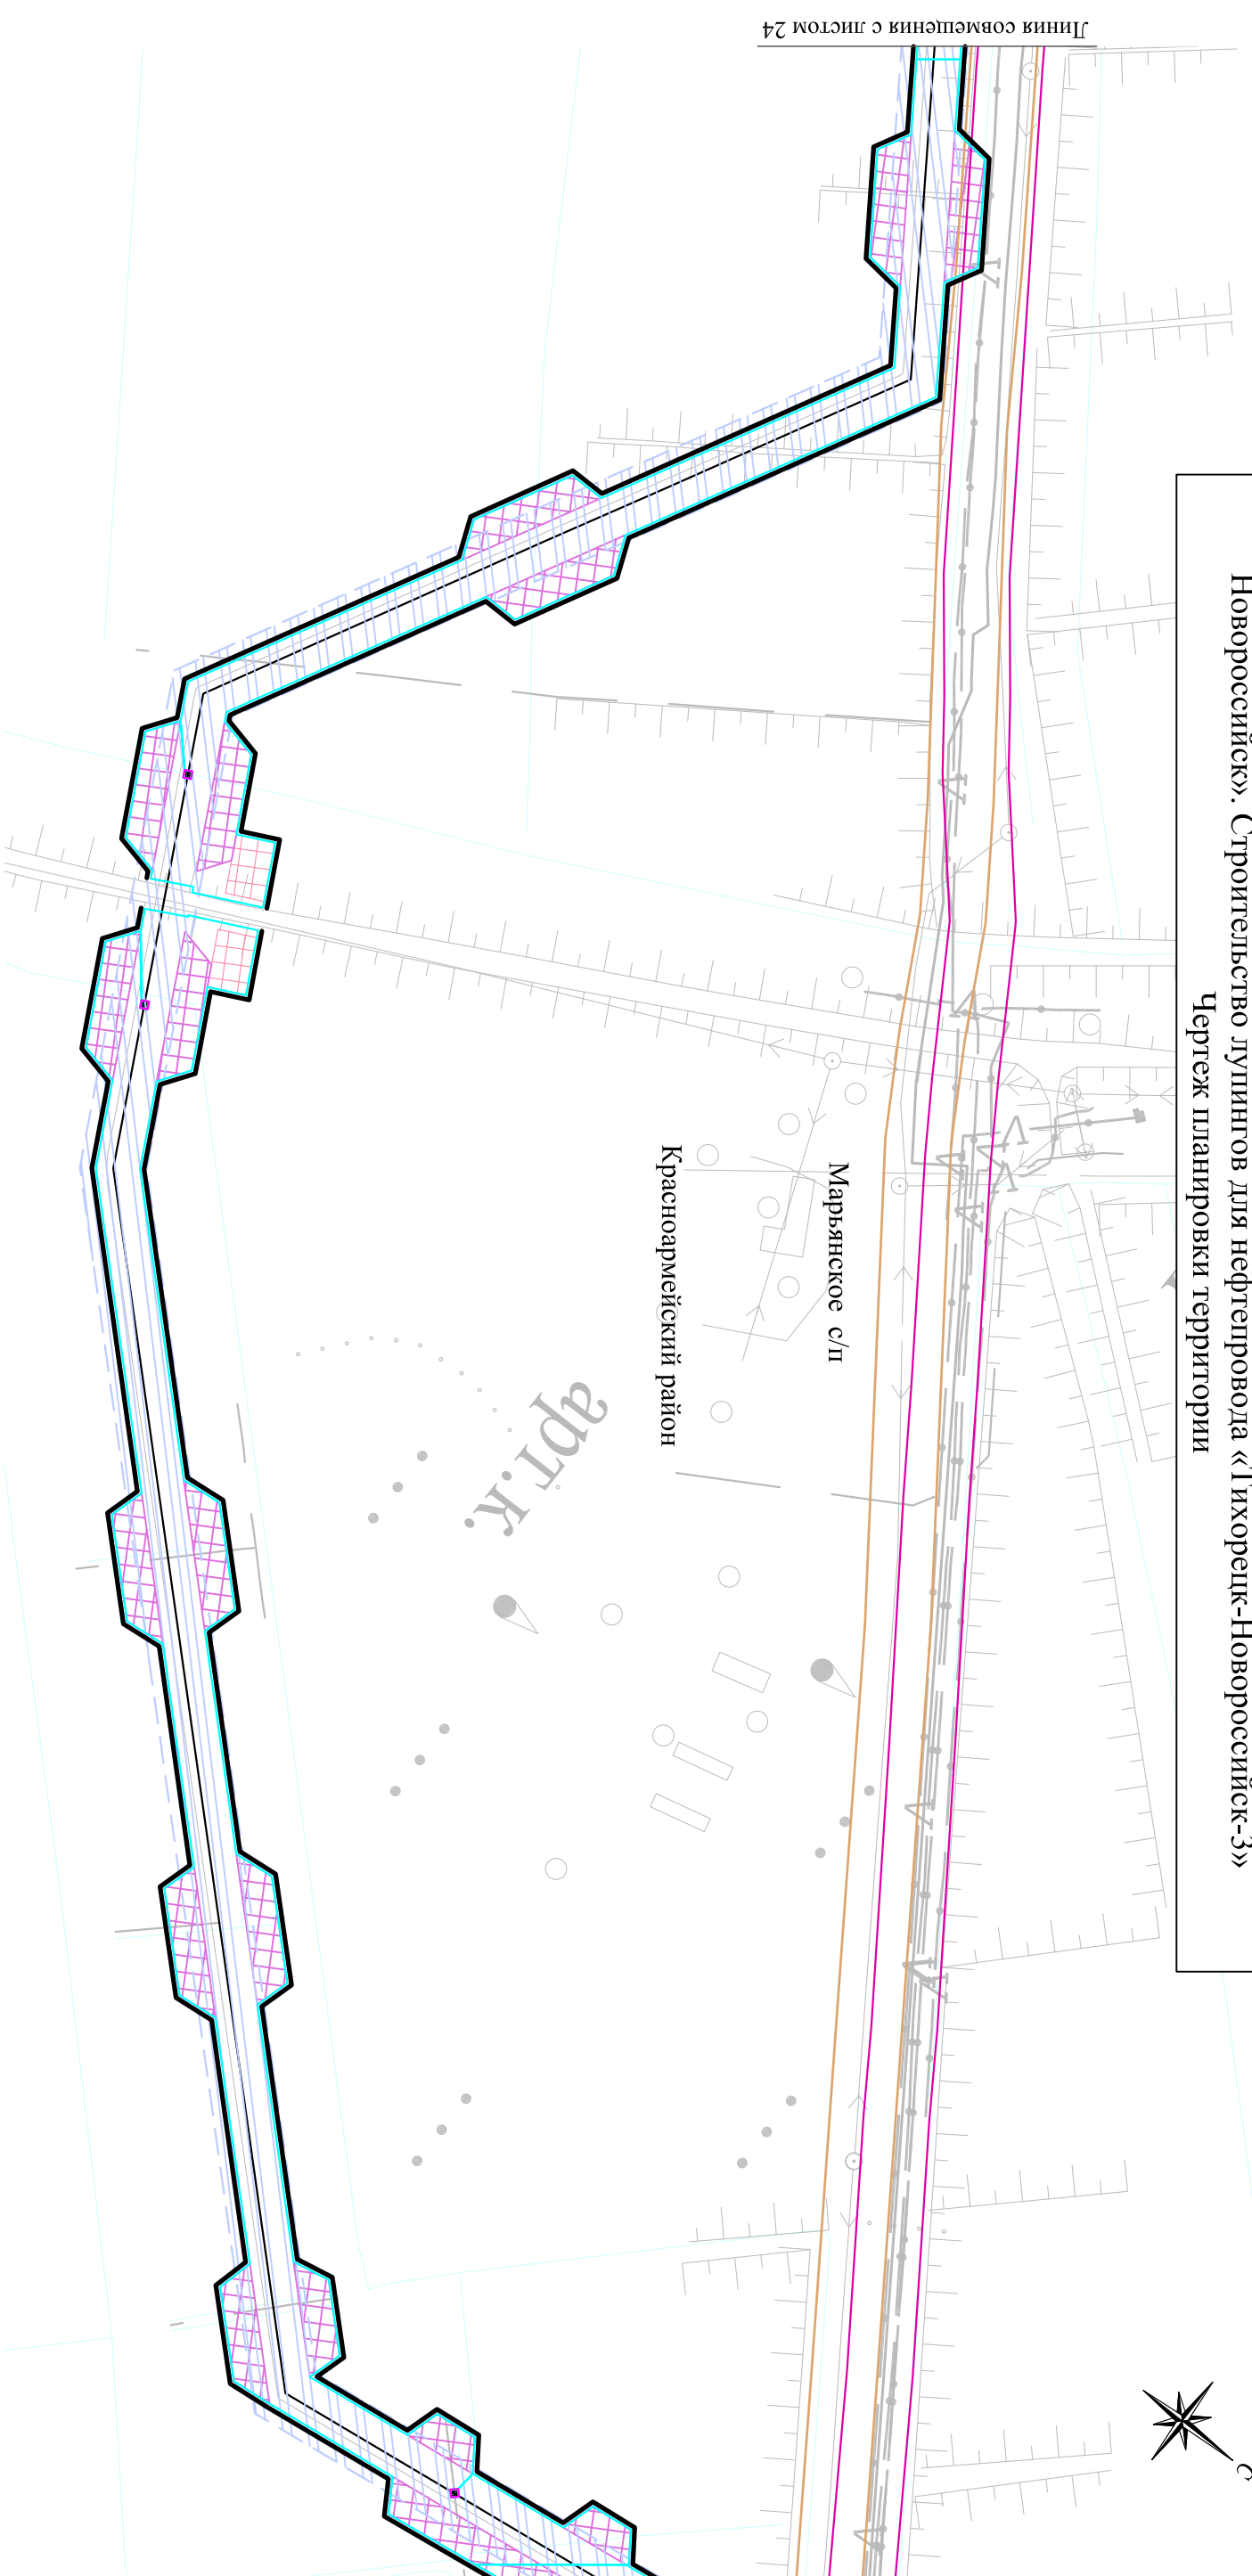 Линия совмещения с листом 24
Новороссийск». Строительство лупингов для нефтепровода «Тихорецк-Новороссийск-3»
Чертеж планировки территории
Марьянское с/п
Красноармейский район
арт.к.